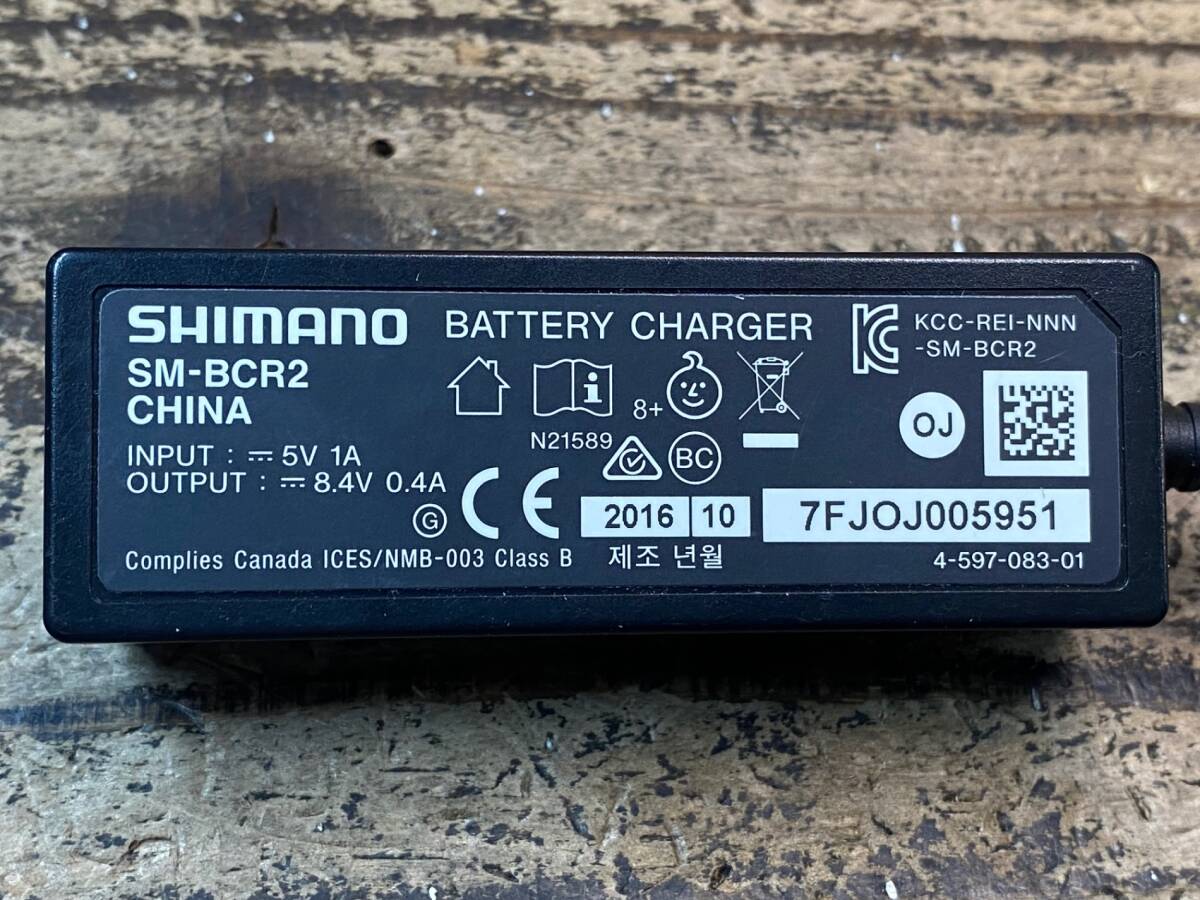 SHIMANO BATTERY CHARGER
SM-BCR2
CHINA
INPUT : ⎓ 5V 1A
OUTPUT : ⎓ 8.4V 0.4A
G
8+
N21589
BC
CE
KCC-REI-NNN
-SM-BCR2
OJ
2016 10
7FJOJ005951
Complies Canada ICES/NMB-003 Class B
제조 년월
4-597-083-01